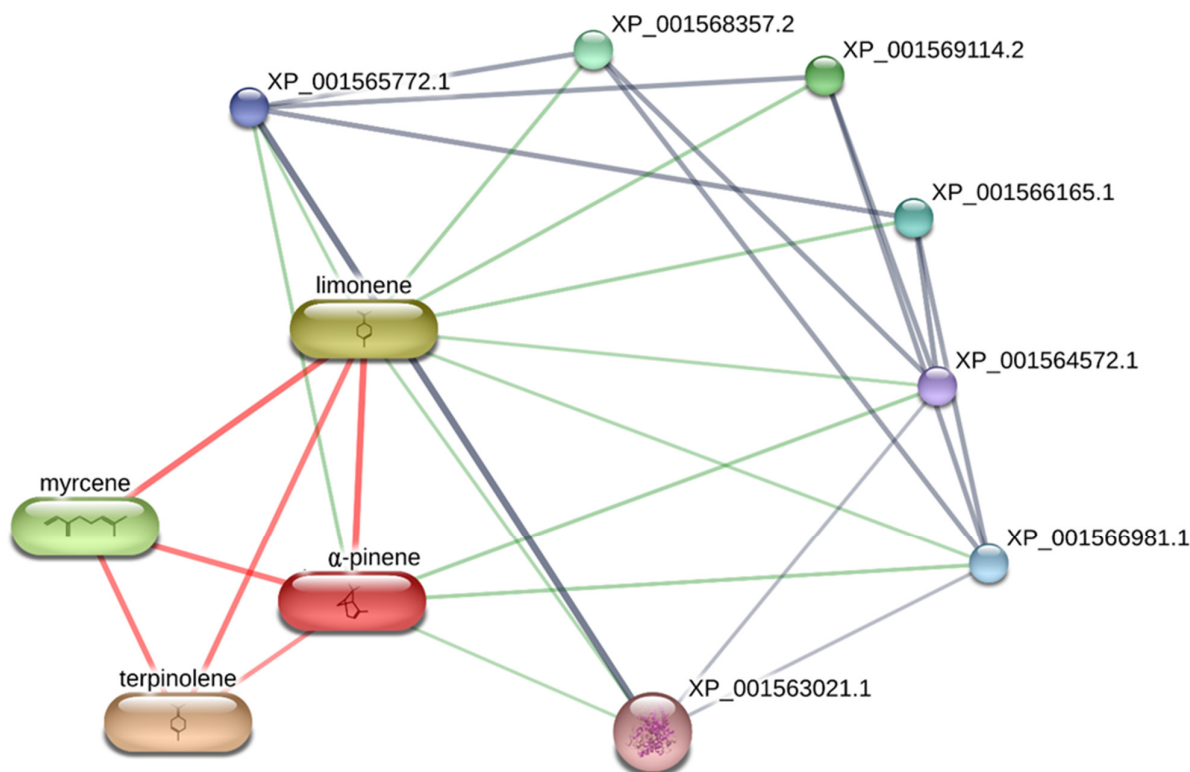 XP_001568357.2
XP_001569114.2
XP_001565772.1
XP_001566165.1
limonene
XP_001564572.1
myrcene
XP_001566981.1
α-pinene
terpinolene
XP_001563021.1